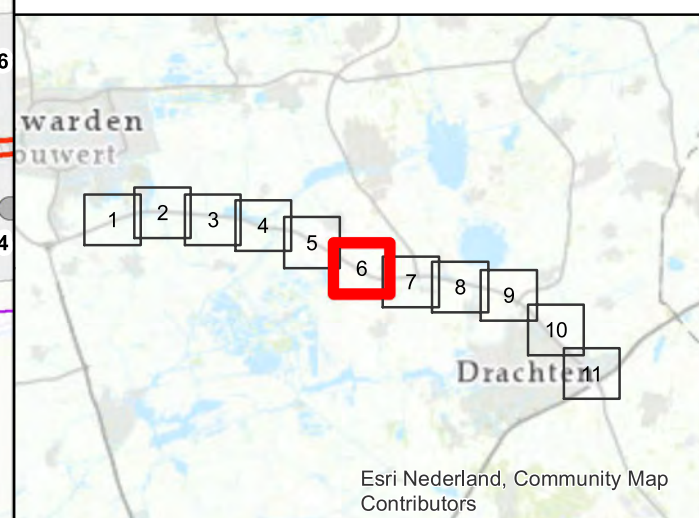 6
warden
ouwert
4
1
2
3
4
5
6
7
8
9
10
11
Drachten
Esri Nederland, Community Map
Contributors